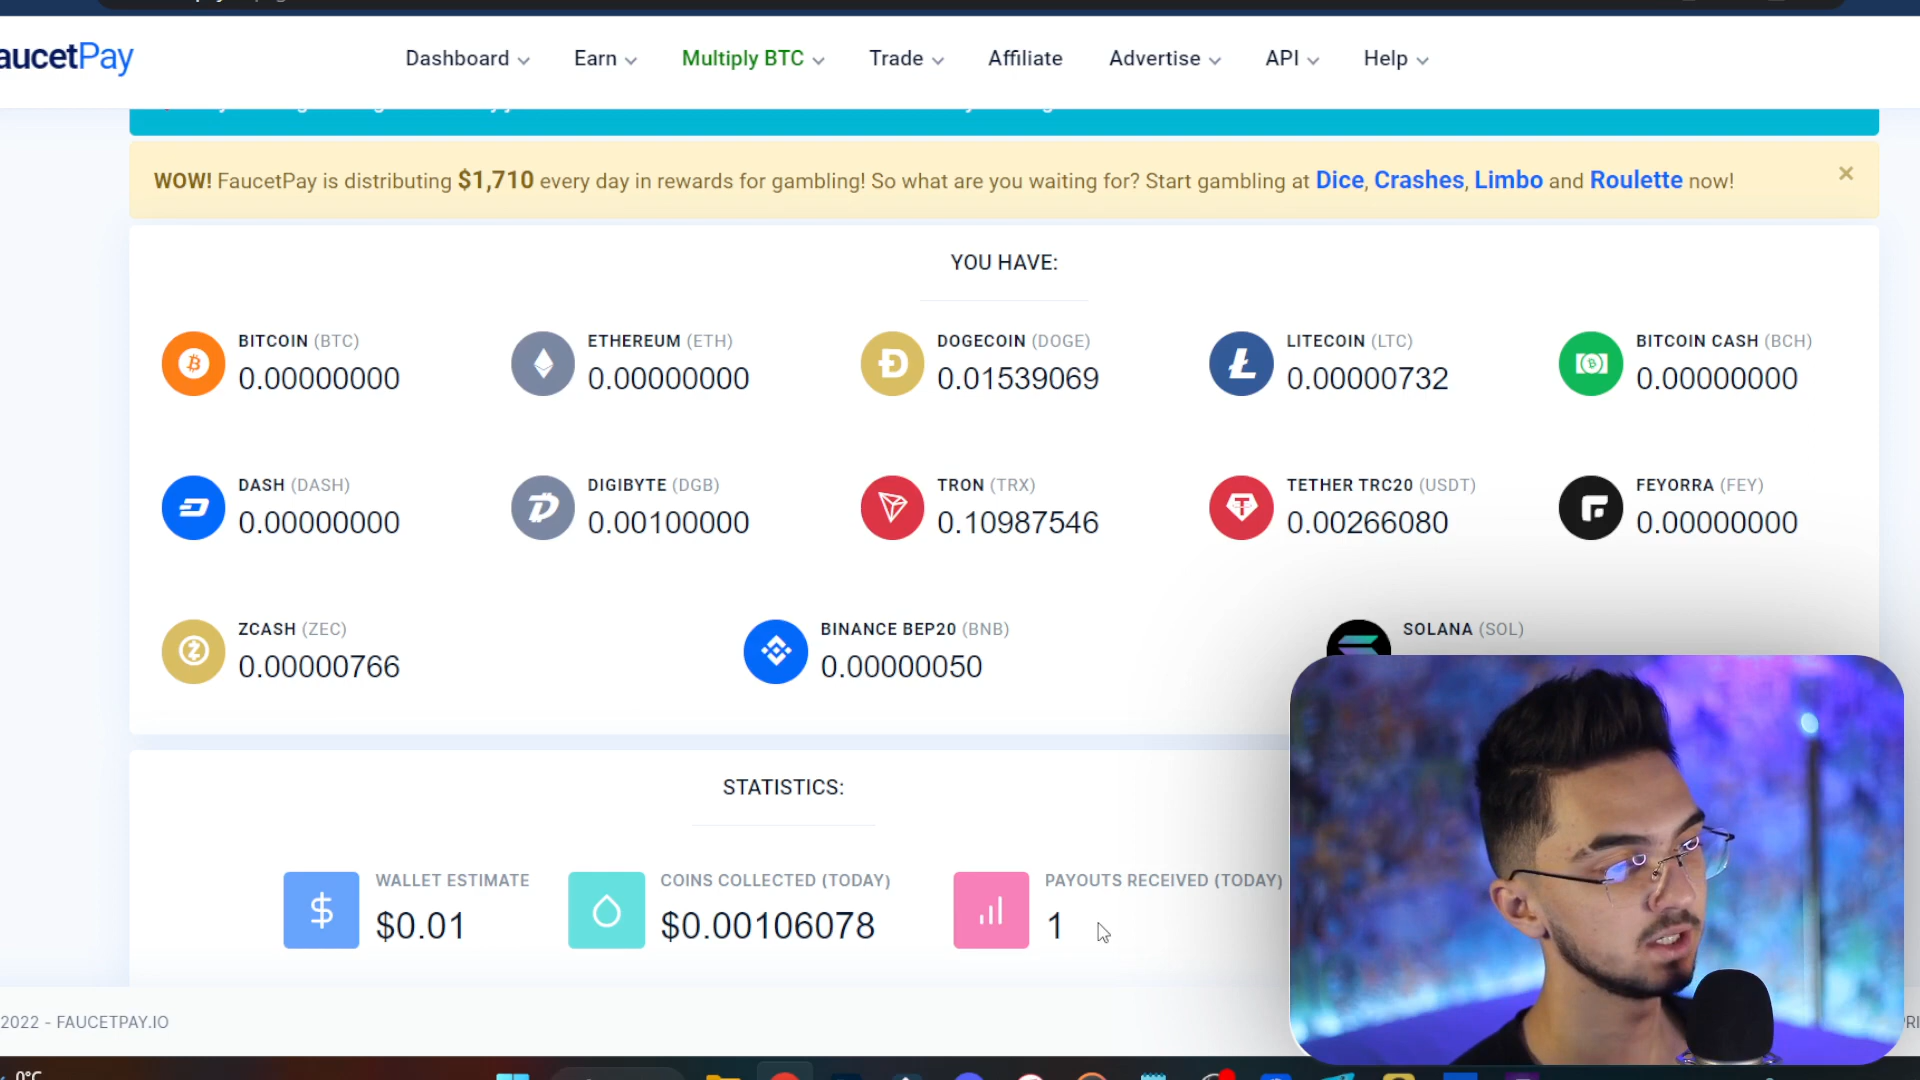 aucetPay
Dashboard Earn Multiply BTC Trade Affiliate Advertise API Help
WOW! FaucetPay is distributing $1,710 every day in rewards for gambling! So what are you waiting for? Start gambling at Dice, Crashes, Limbo and Roulette now! ×
YOU HAVE:
BITCOIN (BTC)
0.00000000
ETHEREUM (ETH)
0.00000000
DOGECOIN (DOGE)
0.01539069
LITECOIN (LTC)
0.00000732
BITCOIN CASH (BCH)
0.00000000
DASH (DASH)
0.00000000
DIGIBYTE (DGB)
0.00100000
TRON (TRX)
0.10987546
TETHER TRC20 (USDT)
0.00266080
FEYORRA (FEY)
0.00000000
ZCASH (ZEC)
0.00000766
BINANCE BEP20 (BNB)
0.00000050
SOLANA (SOL)
STATISTICS:
WALLET ESTIMATE
$0.01
COINS COLLECTED (TODAY)
$0.00106078
PAYOUTS RECEIVED (TODAY)
1
2022 - FAUCETPAY.IO
0°C